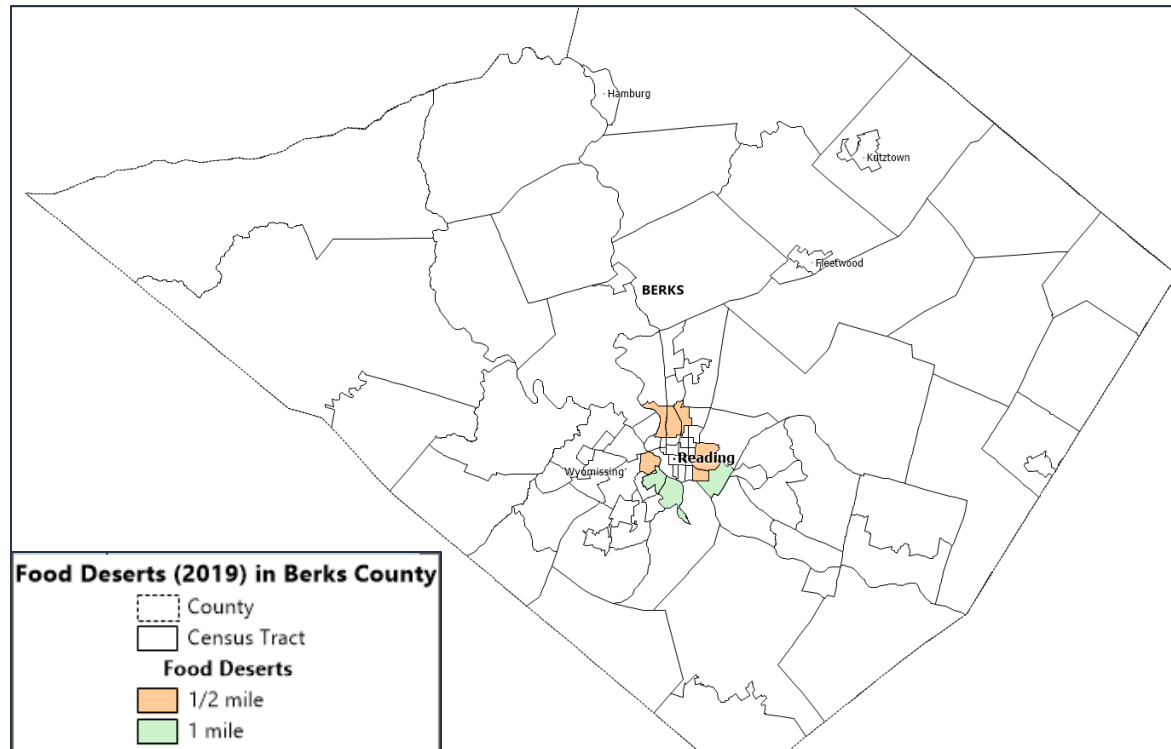 Hamburg
Kutztown
Fleetwood
BERKS
Reading
Wyomissing
Food Deserts (2019) in Berks County
County
Census Tract
Food Deserts
1/2 mile
1 mile